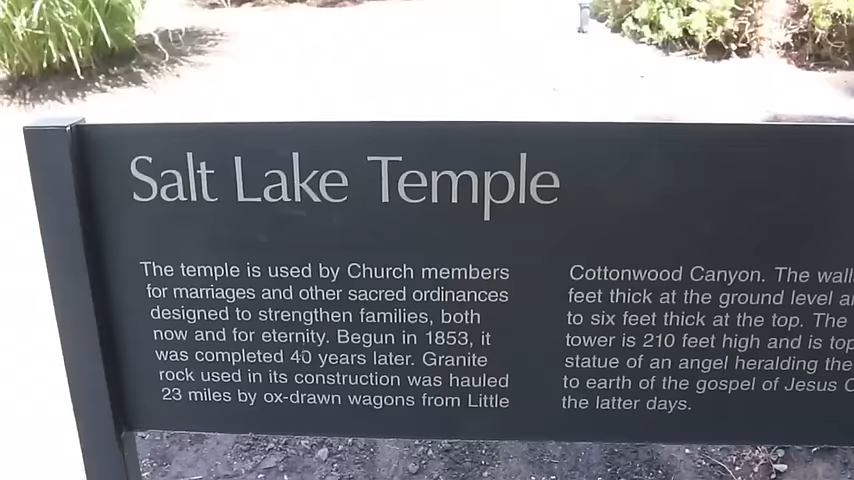 Salt Lake Temple
The temple is used by Church members
for marriages and other sacred ordinances
designed to strengthen families, both
now and for eternity. Begun in 1853, it
was completed 40 years later. Granite
rock used in its construction was hauled
23 miles by ox-drawn wagons from Little
Cottonwood Canyon. The
feet thick at the ground level
to six feet thick at the top. The
tower is 210 feet high and is
statue of an angel heralding the
to earth of the gospel of Jesus
the latter days.